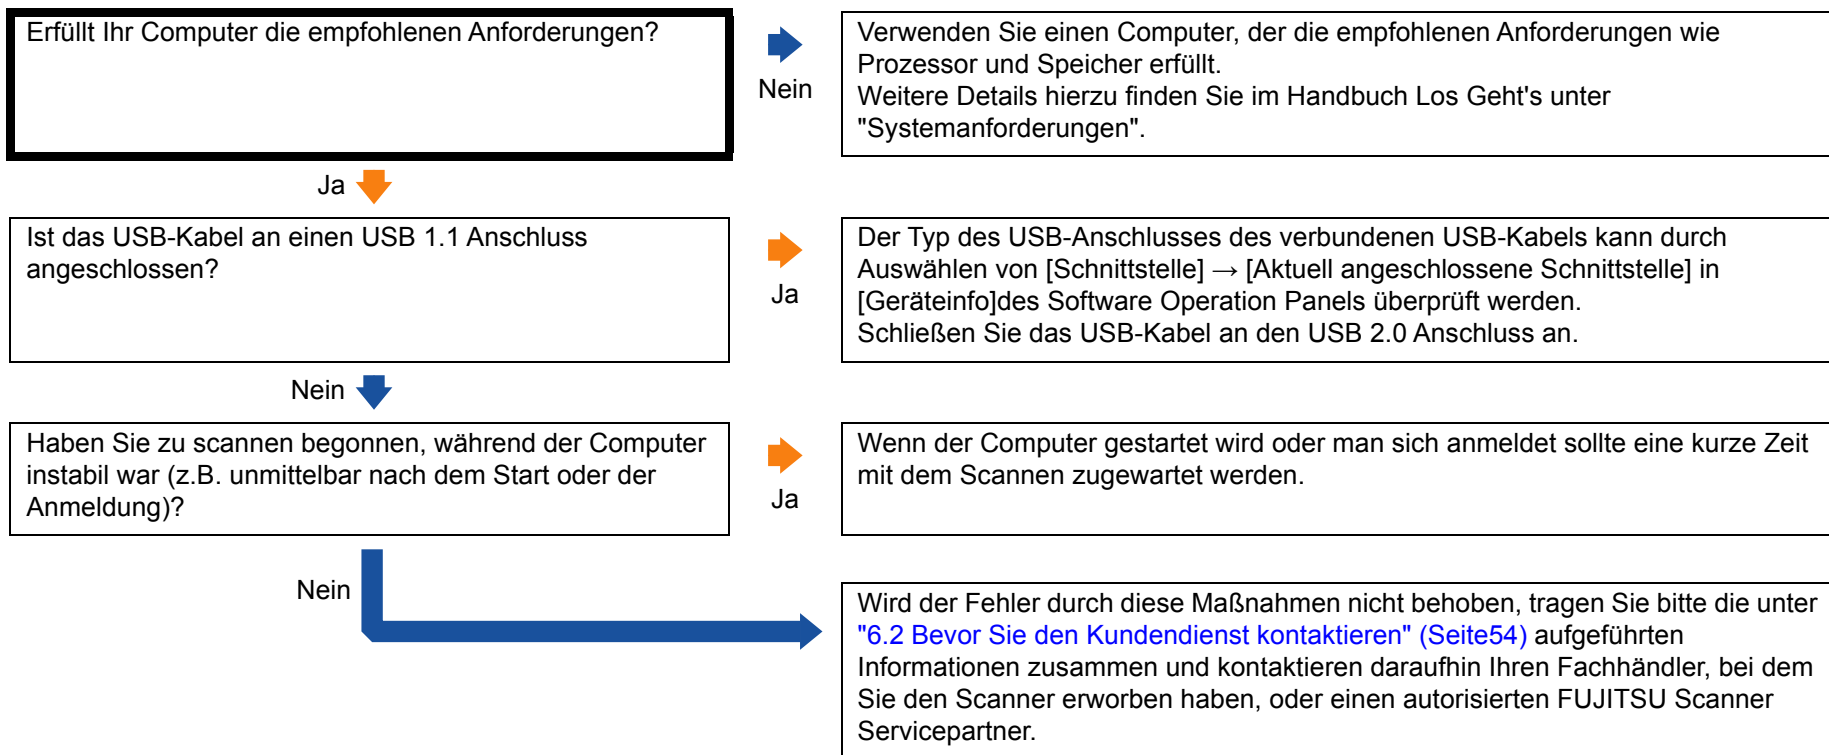 Erfüllt Ihr Computer die empfohlenen Anforderungen?
Nein
Verwenden Sie einen Computer, der die empfohlenen Anforderungen wie
Prozessor und Speicher erfüllt.
Weitere Details hierzu finden Sie im Handbuch Los Geht's unter
"Systemanforderungen".
Ja
Ist das USB-Kabel an einen USB 1.1 Anschluss
angeschlossen?
Ja
Der Typ des USB-Anschlusses des verbundenen USB-Kabels kann durch
Auswählen von [Schnittstelle] → [Aktuell angeschlossene Schnittstelle] in
[Geräteinfo]des Software Operation Panels überprüft werden.
Schließen Sie das USB-Kabel an den USB 2.0 Anschluss an.
Nein
Haben Sie zu scannen begonnen, während der Computer
instabil war (z.B. unmittelbar nach dem Start oder der
Anmeldung)?
Ja
Wenn der Computer gestartet wird oder man sich anmeldet sollte eine kurze Zeit
mit dem Scannen zugewartet werden.
Nein
Wird der Fehler durch diese Maßnahmen nicht behoben, tragen Sie bitte die unter
"6.2 Bevor Sie den Kundendienst kontaktieren" (Seite54) aufgeführten
Informationen zusammen und kontaktieren daraufhin Ihren Fachhändler, bei dem
Sie den Scanner erworben haben, oder einen autorisierten FUJITSU Scanner
Servicepartner.